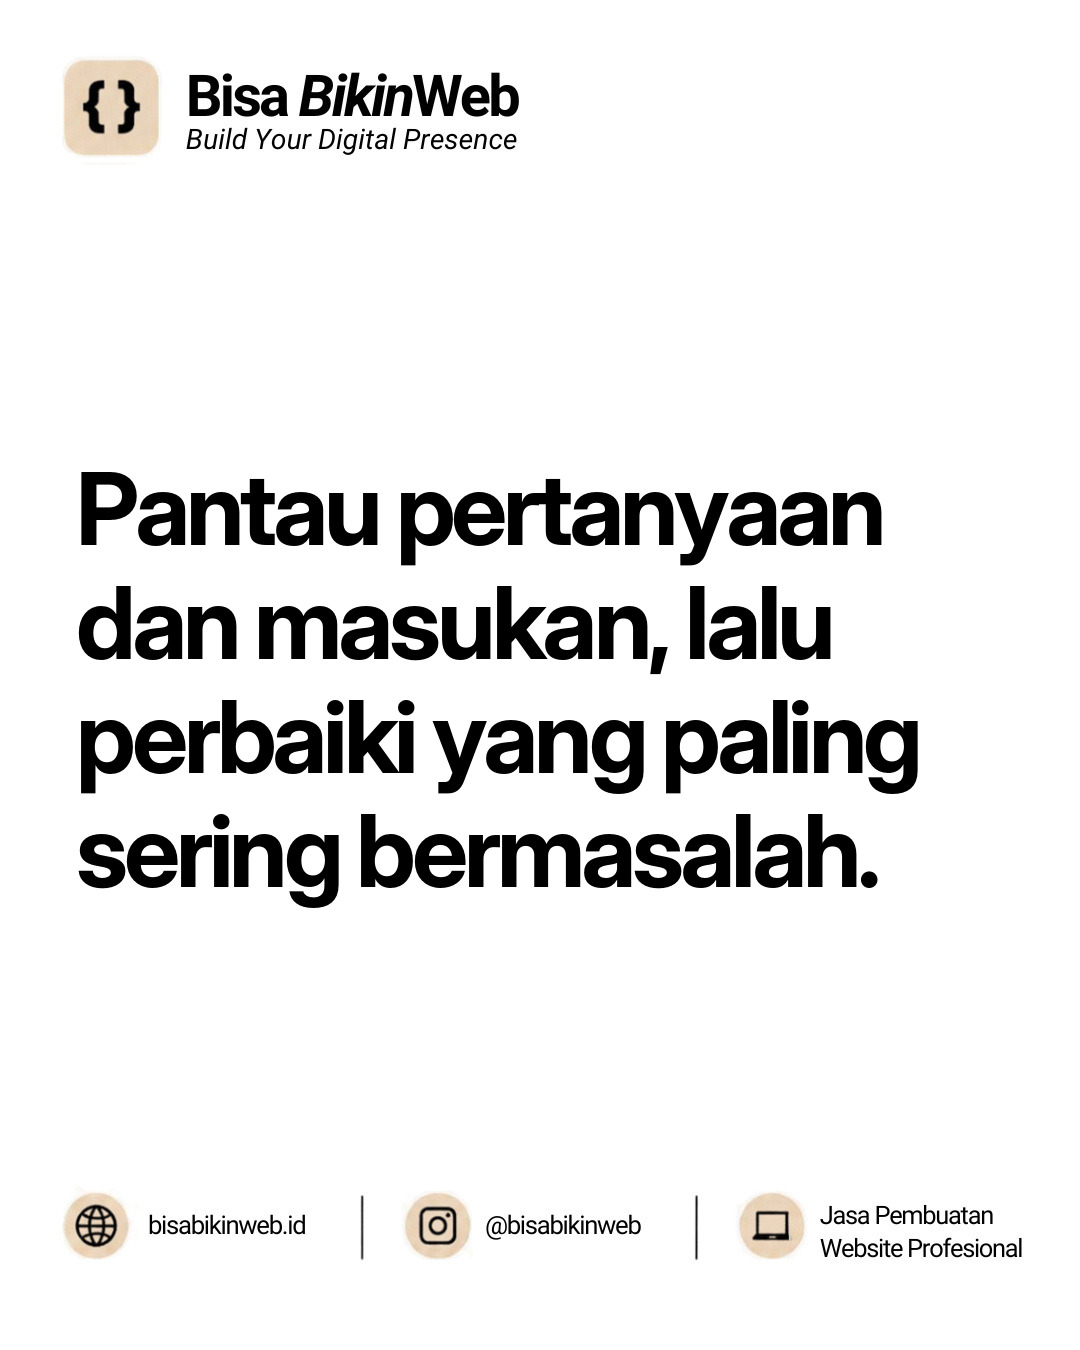 { }
Bisa BikinWeb
Build Your Digital Presence
Pantau pertanyaan
dan masukan, lalu
perbaiki yang paling
sering bermasalah.
bisabikinweb.id
@bisabikinweb
Jasa Pembuatan
Website Profesional